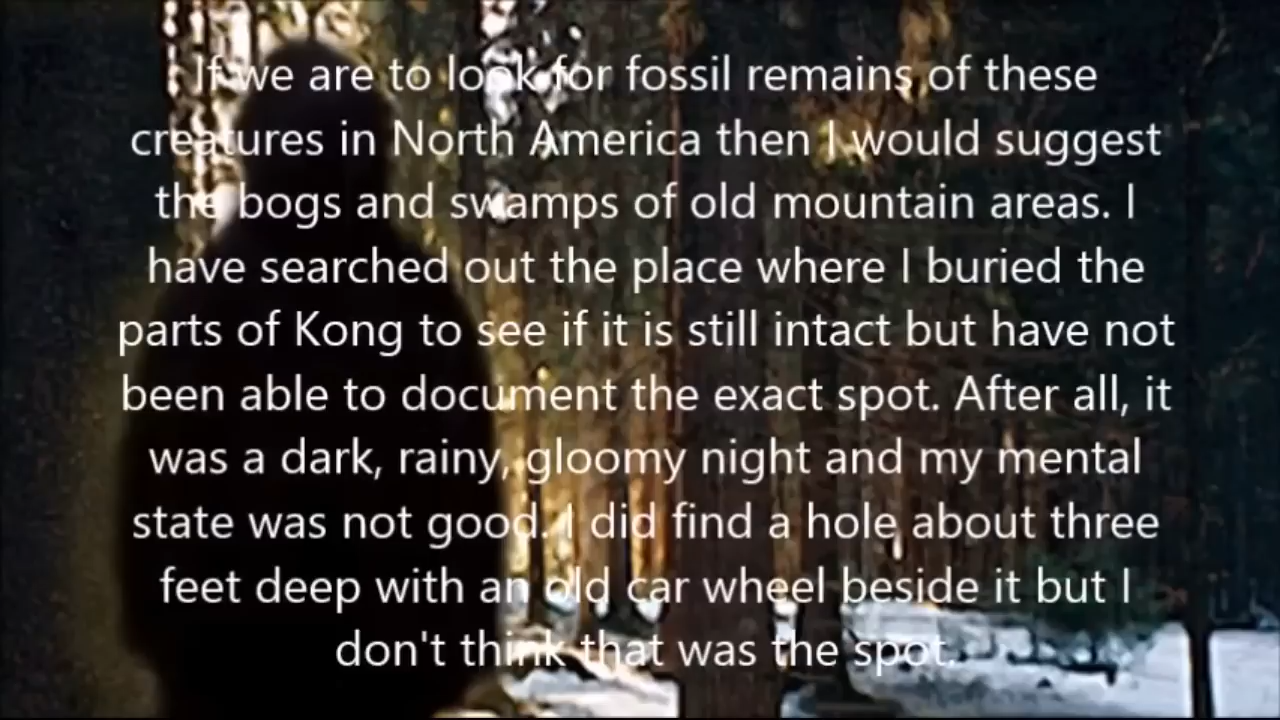 If we are to look for fossil remains of these
creatures in North America then I would suggest
the bogs and swamps of old mountain areas. I
have searched out the place where I buried the
parts of Kong to see if it is still intact but have not
been able to document the exact spot. After all, it
was a dark, rainy, gloomy night and my mental
state was not good. I did find a hole about three
feet deep with an old car wheel beside it but I
don't think that was the spot.